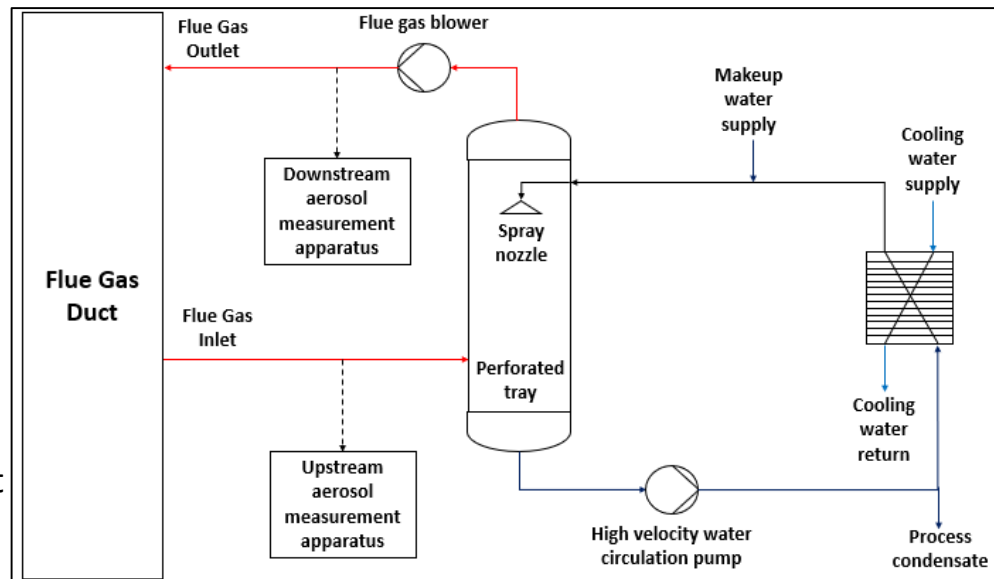 Flue Gas
Outlet
Flue gas blower
Makeup
water
supply
Cooling
water
supply
Downstream
aerosol
measurement
apparatus
Spray
nozzle
Flue Gas
Duct
Flue Gas
Inlet
Perforated
tray
Cooling
water
return
Upstream
aerosol
measurement
apparatus
High velocity water
circulation pump
Process
condensate
t